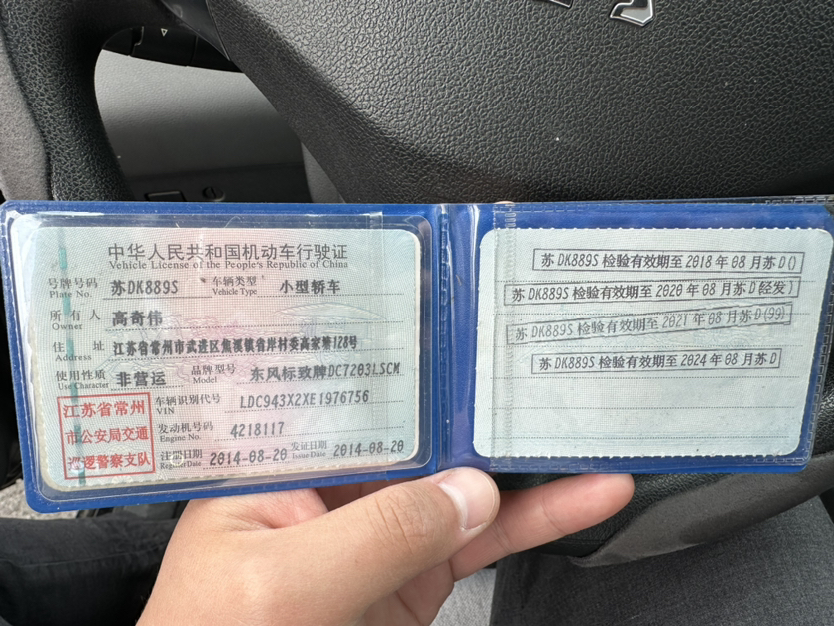 中华人民共和国机动车行驶证
Vehicle License of the People's Republic of China
号牌号码 苏DK889S 车辆类型 小型轿车
Plate No. Vehicle Type
所有人 高奇伟
Owner
住址 江苏省常州市武进区焦溪镇省岸村委高家塘128号
Address
使用性质 非营运 品牌型号 东风标致牌DC7203LSCM
Use Character Model
江苏省常州
市公安局交通
巡逻警察支队
车辆识别代号 LDC943X2XE1976756
VIN
发动机号码 4218117
Engine No.
注册日期 2014-08-20 发证日期 2014-08-20
Register Date Issue Date
苏DK889S检验有效期至2018年08月苏D()
苏DK889S检验有效期至2020年08月苏D(经发)
苏DK889S检验有效期至2021年08月苏D(99)
苏DK889S检验有效期至2024年08月苏D